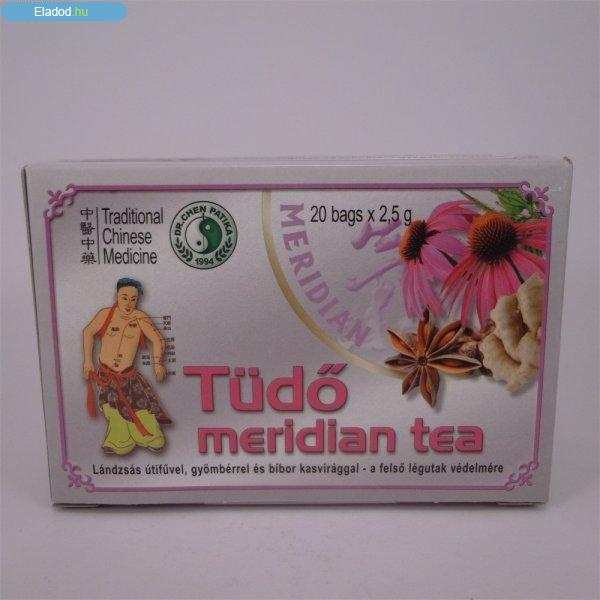 Eladod.hu
中醫中藥
Traditional
Chinese
Medicine
DR. CHEN PATIKA
1994
MERIDIAN
20 bags x 2,5 g
Tüdő
meridian tea
Lándzsás útifűvel, gyömbérrel és bíbor kasvirággal - a felső légutak védelmére